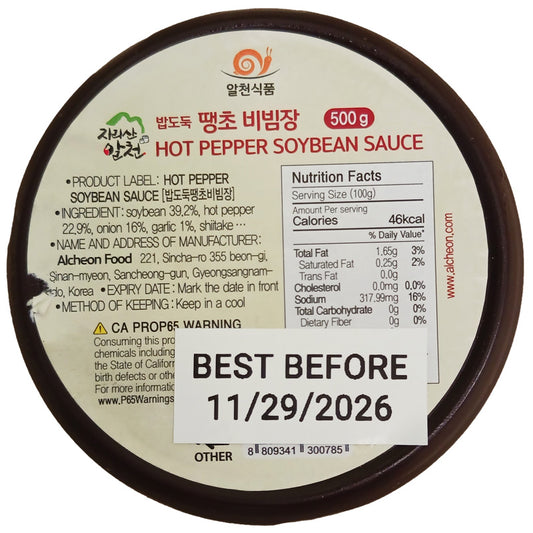 알천식품
지리산
알천
밥도둑 땡초 비빔장 500g
HOT PEPPER SOYBEAN SAUCE
•PRODUCT LABEL: HOT PEPPER
SOYBEAN SAUCE [밥도둑땡초비빔장]
•INGREDIENT: soybean 39,2%, hot pepper
22,9%, onion 16%, garlic 1%, shiitake ⋯
•NAME AND ADDRESS OF MANUFACTURER:
Alcheon Food 221, Sincha-ro 355 beon-gi,
Sinan-myeon, Sancheong-gun, Gyeongsangnam-
do, Korea •EXPIRY DATE: Mark the date in front
•METHOD OF KEEPING: Keep in a cool
⚠ CA PROP65 WARNING
Consuming this pro
chemicals including
the State of California
birth defects or othe
For more information
www.P65Warnings
Nutrition Facts
Serving Size (100g)
Amount Per serving
Calories 46kcal
% Daily Value*
Total Fat 1.65g 3%
Saturated Fat 0.25g 2%
Trans Fat 0.0g
Cholesterol 0.0mg 0.0%
Sodium 317.99mg 16%
Total Carbohydrate 0g 0%
Dietary Fiber 0g 0%
www.alcheon.com
BEST BEFORE
11/29/2026
OTHER
8 809341 300785